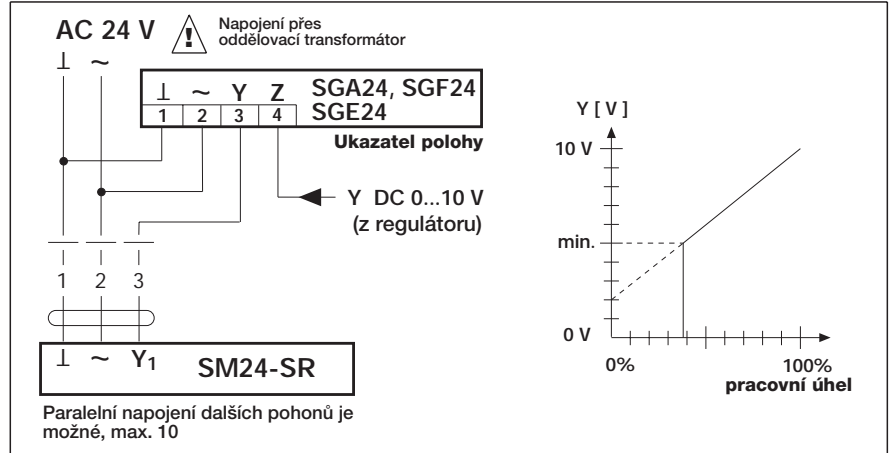 AC 24 V
Napojení přes
oddělovací transformátor
!
⊥ ~
⊥ ~ Y Z
1 2 3 4
SGA24, SGF24
SGE24
Ukazatel polohy
Y DC 0...10 V
(z regulátoru)
1 2 3
⊥ ~ Y1
SM24-SR
Paralelní napojení dalších pohonů je
možné, max. 10
Y [ V ]
10 V
min.
0 V
0% 100%
pracovní úhel